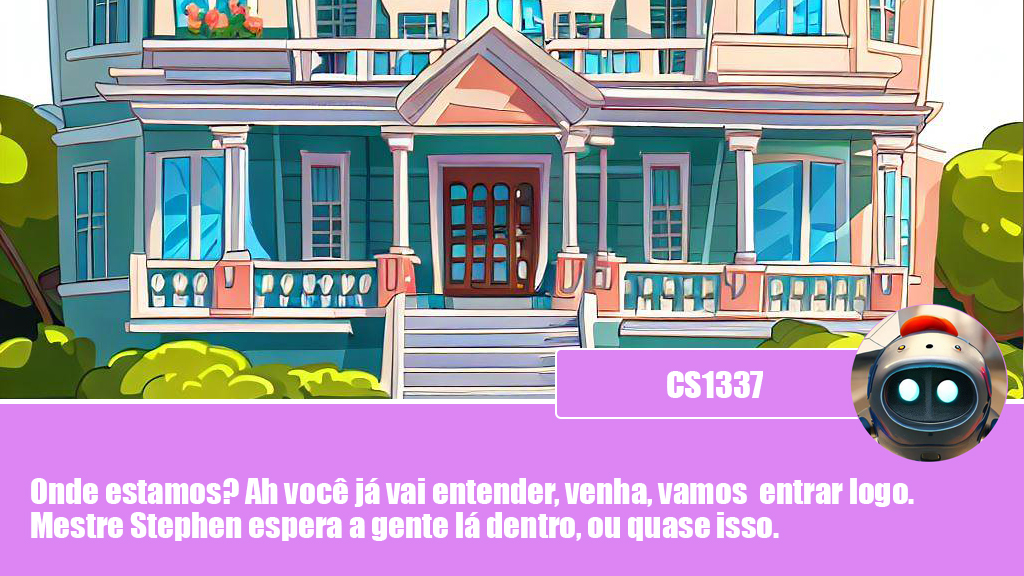 CS1337
Onde estamos? Ah você já vai entender, venha, vamos  entrar logo.
Mestre Stephen espera a gente lá dentro, ou quase isso.